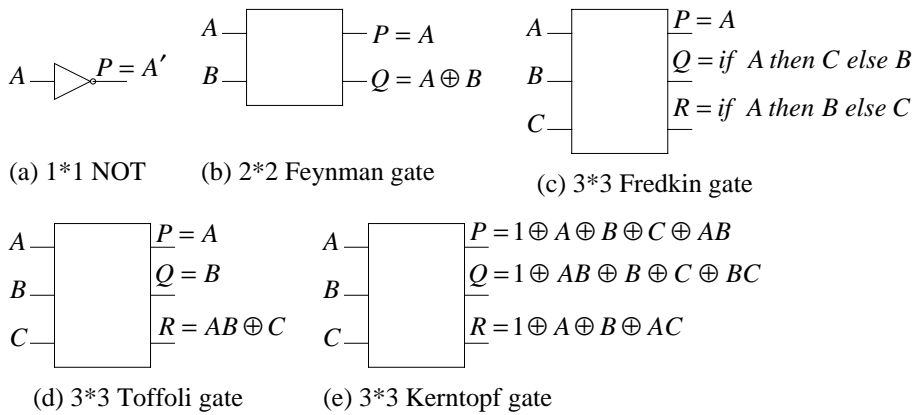 A
P = A′
(a) 1*1 NOT
A
B
P = A
Q = A ⊕ B
(b) 2*2 Feynman gate
A
B
C
P = A
Q = if A then C else B
R = if A then B else C
(c) 3*3 Fredkin gate
A
B
C
P = A
Q = B
R = AB ⊕ C
(d) 3*3 Toffoli gate
A
B
C
P = 1 ⊕ A ⊕ B ⊕ C ⊕ AB
Q = 1 ⊕ AB ⊕ B ⊕ C ⊕ BC
R = 1 ⊕ A ⊕ B ⊕ AC
(e) 3*3 Kerntopf gate